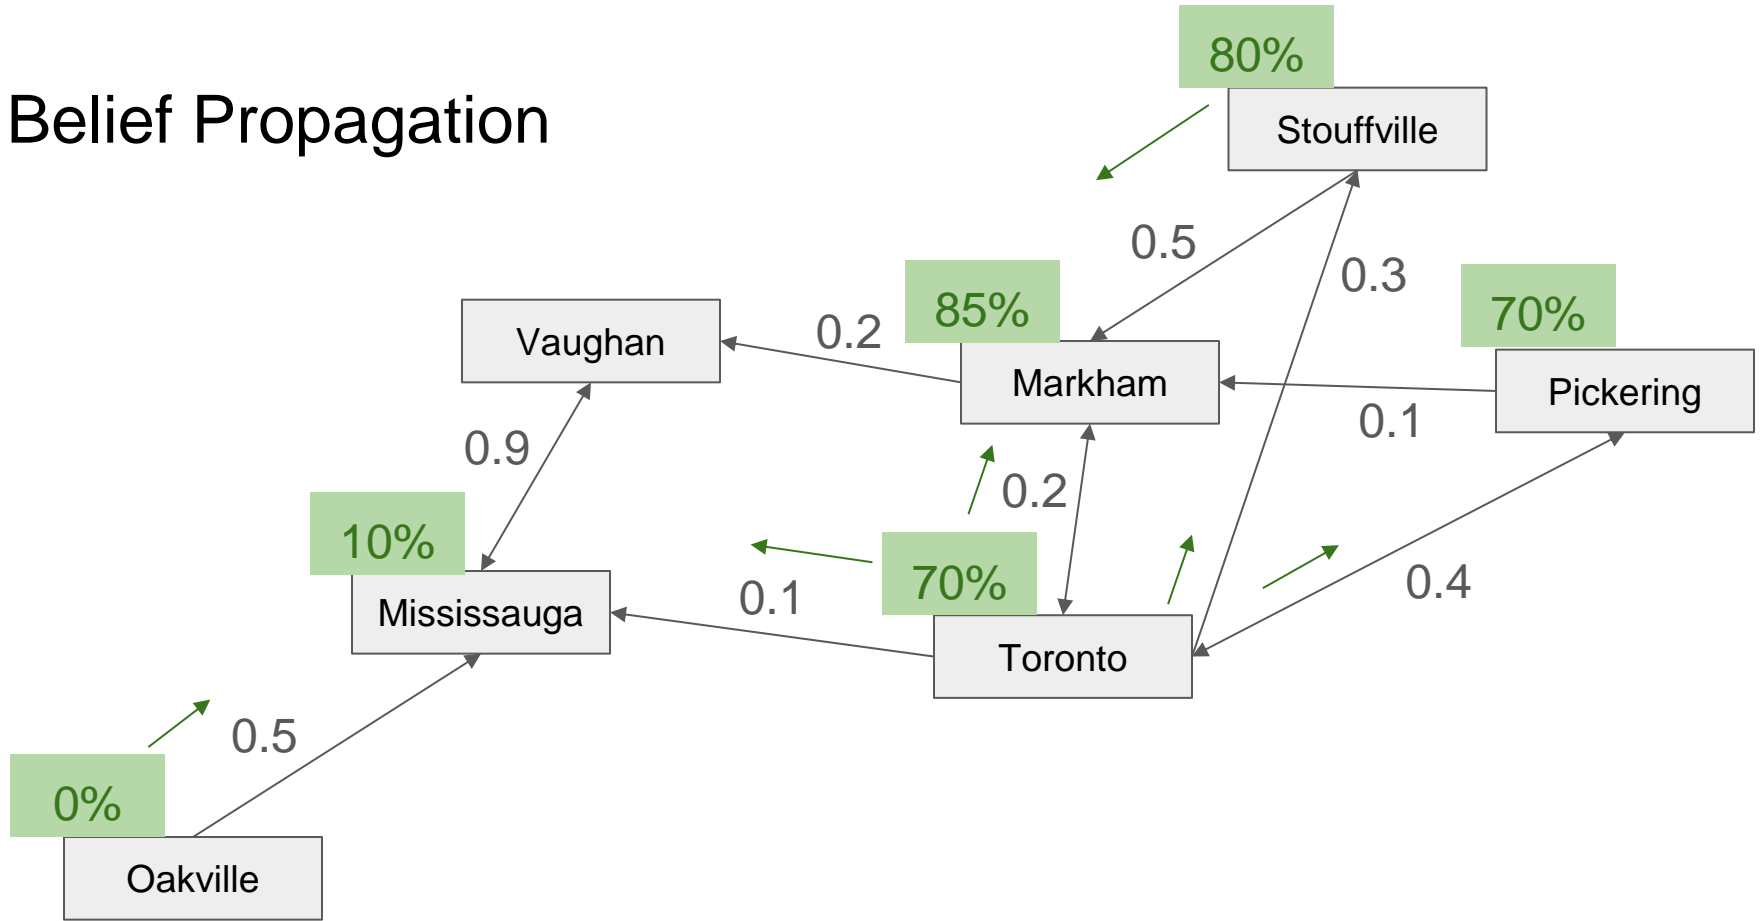 Belief Propagation
80%
Stouffville
0.5
0.3
85%
70%
Vaughan
0.2
Markham
Pickering
0.1
0.9
0.2
10%
70%
0.4
Mississauga
0.1
Toronto
0.5
0%
Oakville